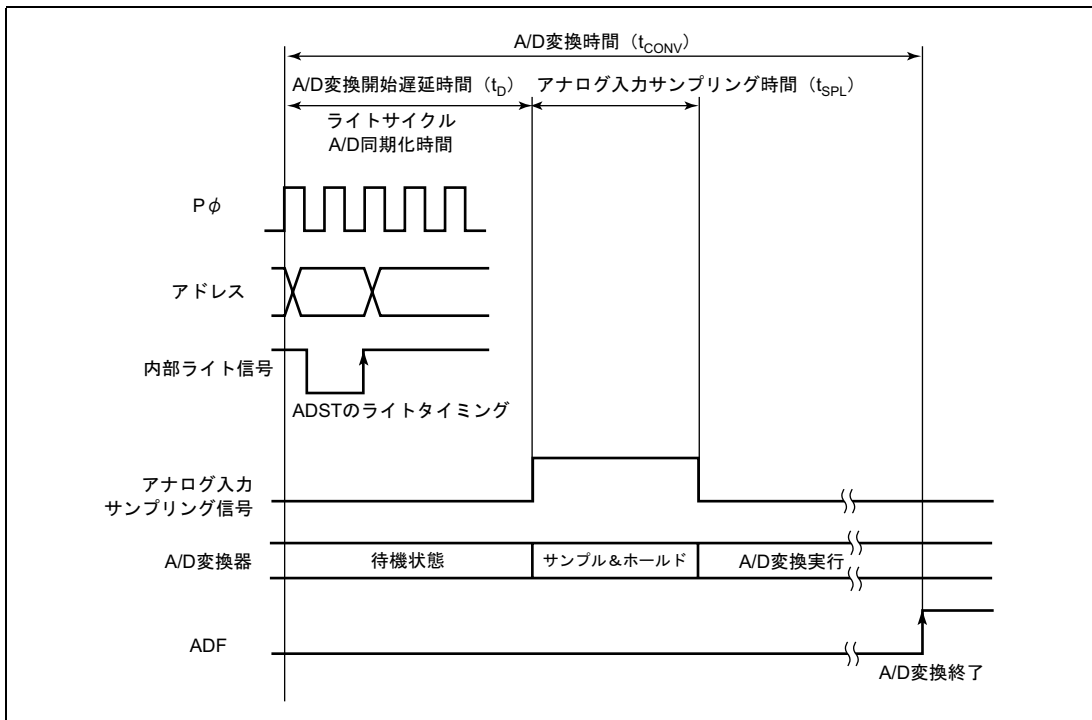 A/D変換時間（tCONV）
A/D変換開始遅延時間（tD）
アナログ入力サンプリング時間（tSPL）
ライトサイクル
A/D同期化時間
Pφ
アドレス
内部ライト信号
ADSTのライトタイミング
アナログ入力
サンプリング信号
A/D変換器
待機状態
サンプル＆ホールド
A/D変換実行
ADF
A/D変換終了